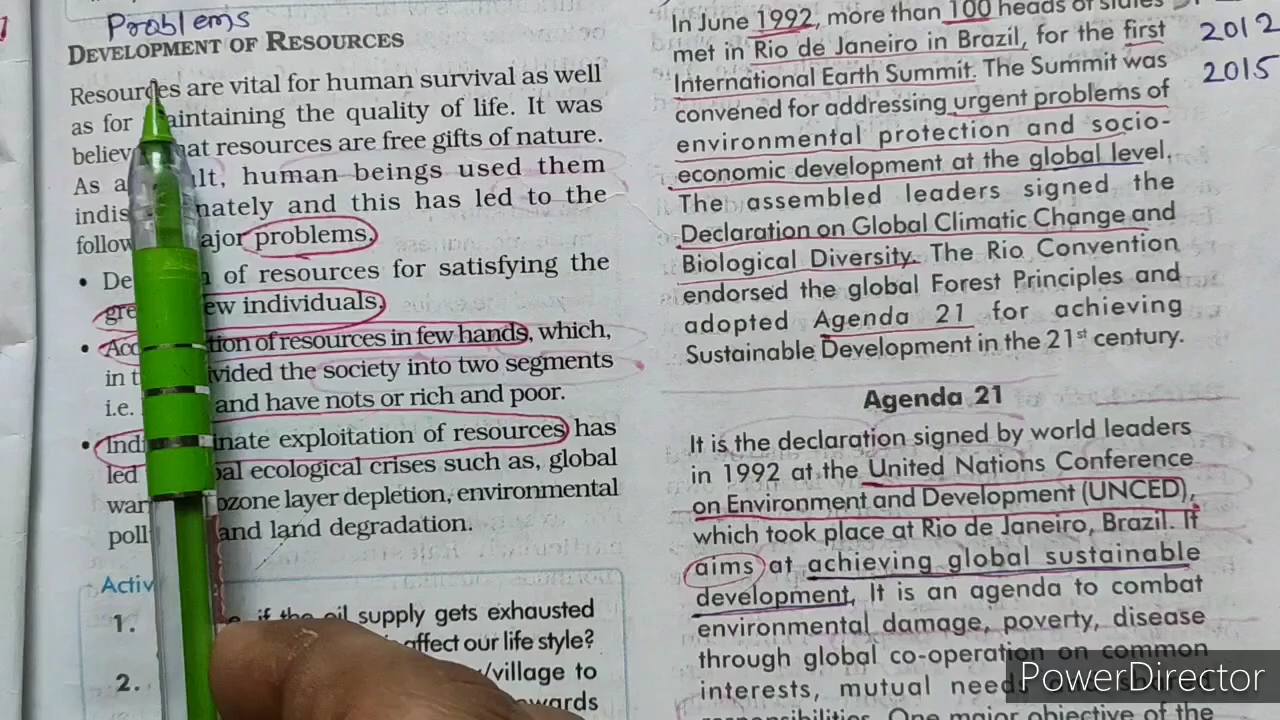 Problems
DEVELOPMENT OF RESOURCES
Resources are vital for human survival as well
as for aintaining the quality of life. It was
believ at resources are free gifts of nature.
As a lt, human beings used them
indis nately and this has led to the
follow ajor problems.
• De n of resources for satisfying the
gre ew individuals.
• Acc tion of resources in few hands, which,
in t vided the society into two segments
i.e. and have nots or rich and poor.
• Indi inate exploitation of resources has
led bal ecological crises such as, global
war ozone layer depletion, environmental
poll and land degradation.
Activ
1. if the oil supply gets exhausted
affect our life style?
2. /village to
wards
In June 1992, more than 100 heads of states
met in Rio de Janeiro in Brazil, for the first
International Earth Summit. The Summit was
convened for addressing urgent problems of
environmental protection and socio-
economic development at the global level.
The assembled leaders signed the
Declaration on Global Climatic Change and
Biological Diversity. The Rio Convention
endorsed the global Forest Principles and
adopted Agenda 21 for achieving
Sustainable Development in the 21st century.
2012
2015
Agenda 21
It is the declaration signed by world leaders
in 1992 at the United Nations Conference
on Environment and Development (UNCED),
which took place at Rio de Janeiro, Brazil. It
aims at achieving global sustainable
development. It is an agenda to combat
environmental damage, poverty, disease
through global co-operation on common
interests, mutual needs and shared
responsibilities. One major objective of the
PowerDirector